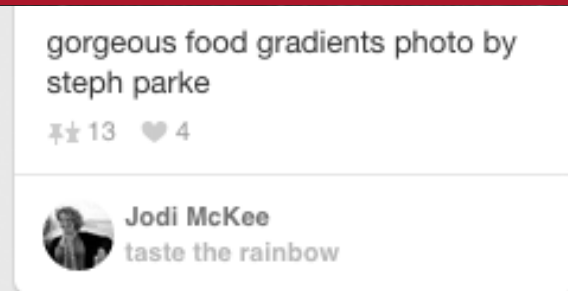 gorgeous food gradients photo by
steph parke
13 4
Jodi McKee
taste the rainbow